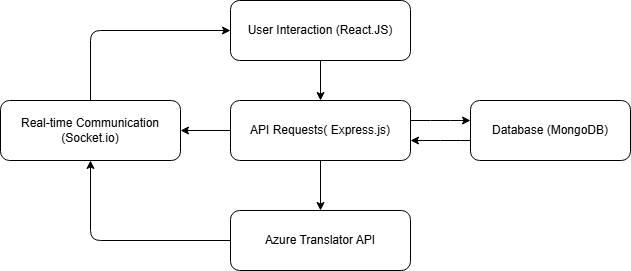 User Interaction (React.JS)
Real-time Communication
(Socket.io)
API Requests( Express.js)
Database (MongoDB)
Azure Translator API